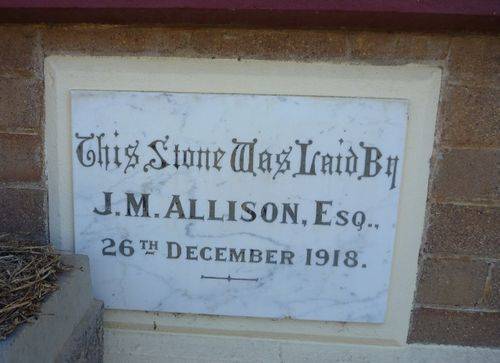 This Stone Was Laid By
J. M. ALLISON, ESQ.,
26TH DECEMBER 1918.